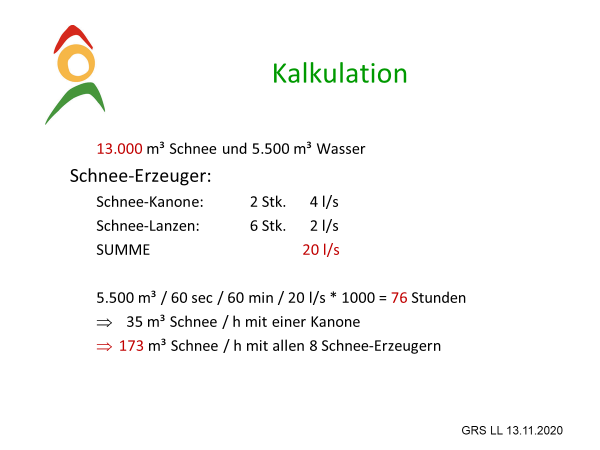 Kalkulation
13.000 m³ Schnee und 5.500 m³ Wasser
Schnee-Erzeuger:
Schnee-Kanone: 2 Stk. 4 l/s
Schnee-Lanzen: 6 Stk. 2 l/s
SUMME 20 l/s
5.500 m³ / 60 sec / 60 min / 20 l/s * 1000 = 76 Stunden
⇒ 35 m³ Schnee / h mit einer Kanone
⇒ 173 m³ Schnee / h mit allen 8 Schnee-Erzeugern
GRS LL 13.11.2020